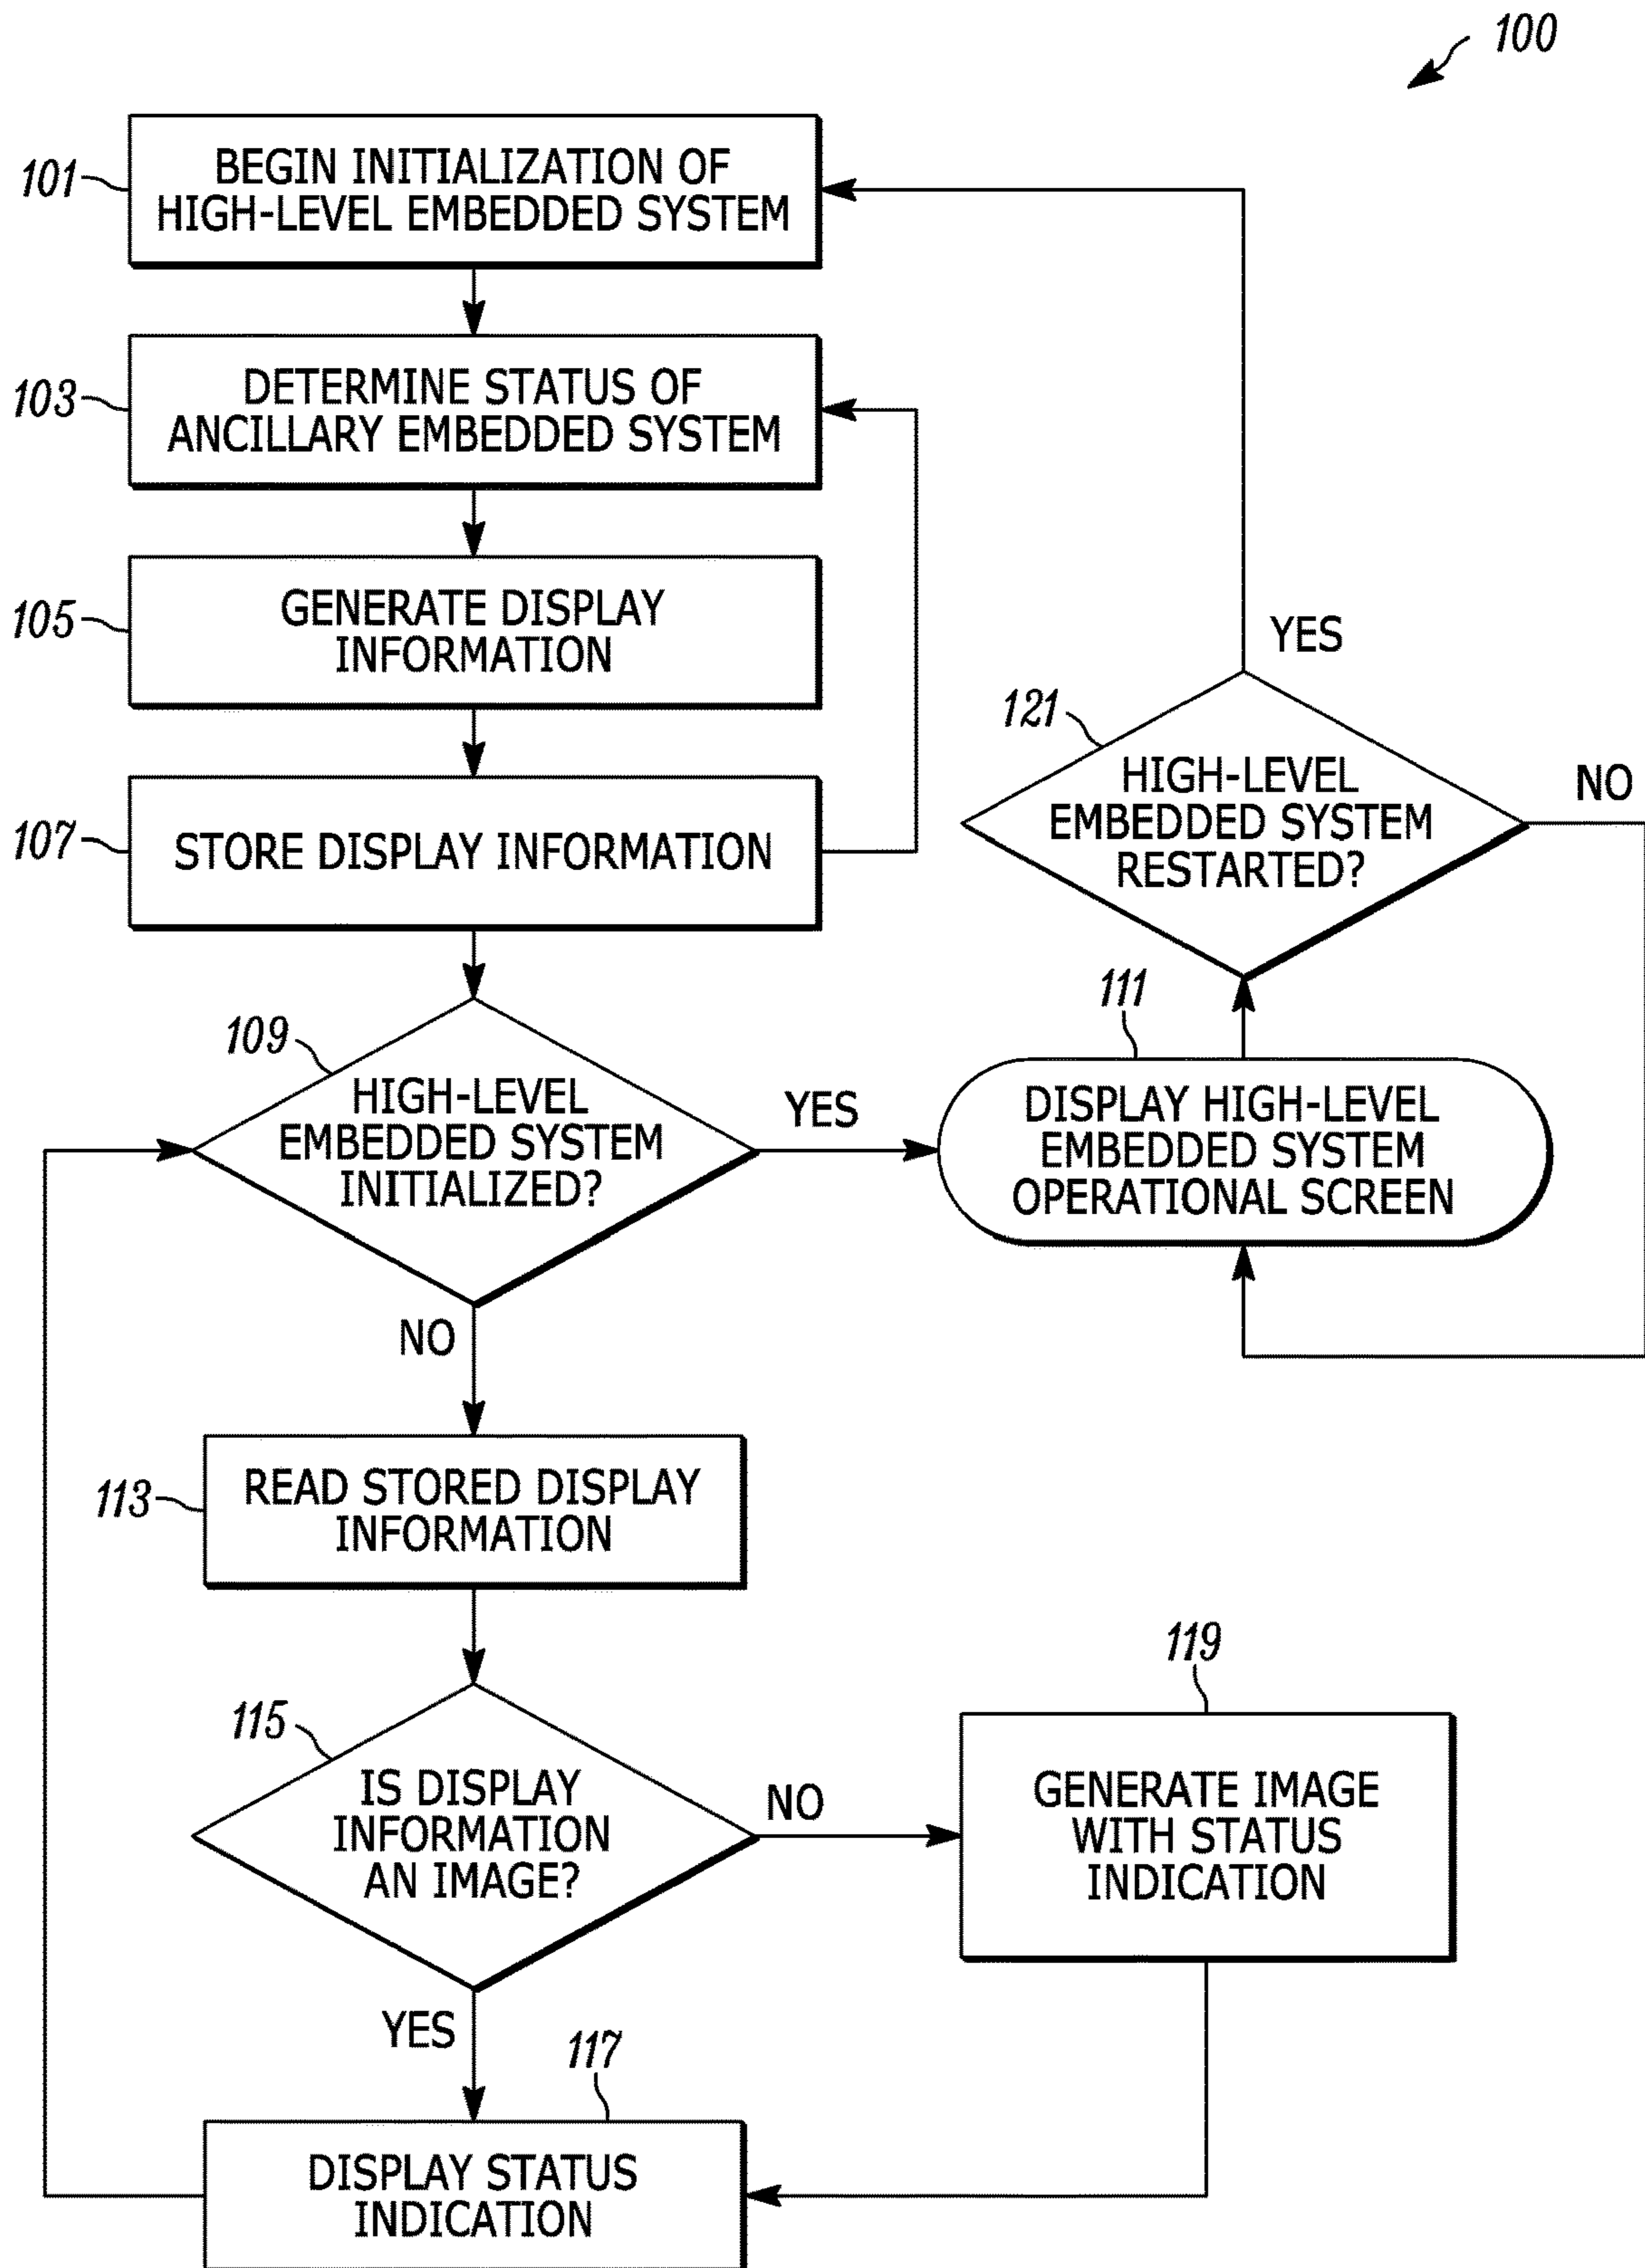 100
101
BEGIN INITIALIZATION OF
HIGH-LEVEL EMBEDDED SYSTEM
103
DETERMINE STATUS OF
ANCILLARY EMBEDDED SYSTEM
105
GENERATE DISPLAY
INFORMATION
107
STORE DISPLAY INFORMATION
YES
121
HIGH-LEVEL
EMBEDDED SYSTEM
RESTARTED?
NO
109
HIGH-LEVEL
EMBEDDED SYSTEM
INITIALIZED?
YES
111
DISPLAY HIGH-LEVEL
EMBEDDED SYSTEM
OPERATIONAL SCREEN
NO
113
READ STORED DISPLAY
INFORMATION
115
IS DISPLAY
INFORMATION
AN IMAGE?
NO
119
GENERATE IMAGE
WITH STATUS
INDICATION
YES
117
DISPLAY STATUS
INDICATION